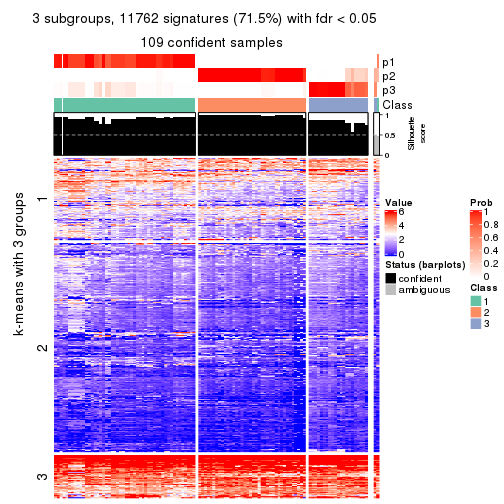 3 subgroups, 11762 signatures (71.5%) with fdr < 0.05
109 confident samples
p1
p2
p3
Class
1
0.5
0
Silhouette
score
k-means with 3 groups
1
2
3
Value
6
4
2
0
Status (barplots)
confident
ambiguous
Prob
1
0.8
0.6
0.4
0.2
0
Class
1
2
3